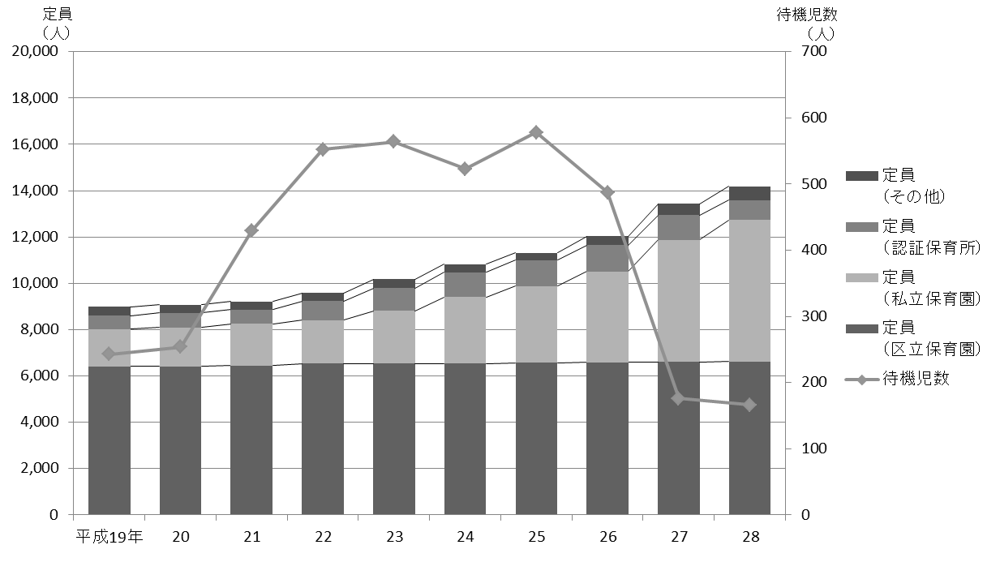 定員
（人）
待機児数
（人）
20,000
18,000
16,000
14,000
12,000
10,000
8,000
6,000
4,000
2,000
0
700
600
500
400
300
200
100
0
平成19年 20 21 22 23 24 25 26 27 28
定員
（その他）
定員
（認証保育所）
定員
（私立保育園）
定員
（区立保育園）
待機児数